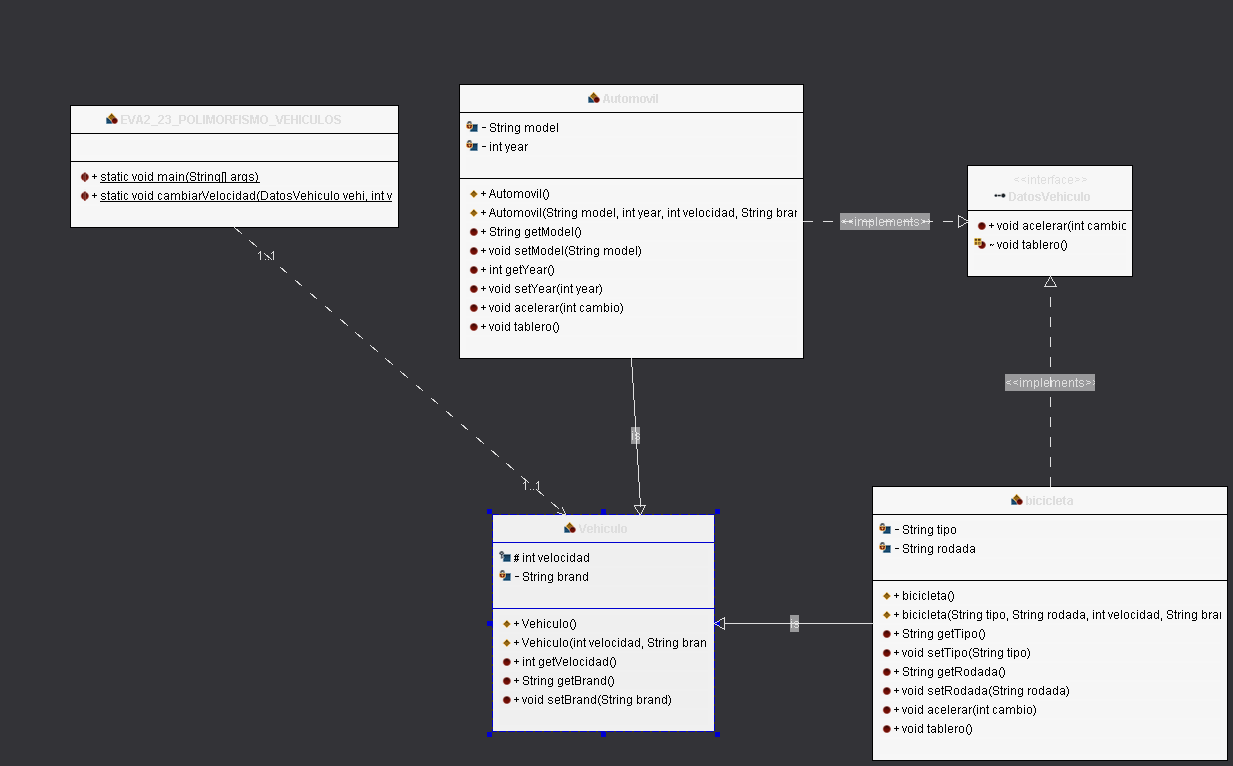 EVA2_23_POLIMORFISMO_VEHICULOS
+ static void main(String[] args)
+ static void cambiarVelocidad(DatosVehiculo vehi, int v
1..1
1..1
Automovil
- String model
- int year
+ Automovil()
+ Automovil(String model, int year, int velocidad, String brar
+ String getModel()
+ void setModel(String model)
+ int getYear()
+ void setYear(int year)
+ void acelerar(int cambio)
+ void tablero()
<<implements>
<<interface>>
DatosVehiculo
+ void acelerar(int cambic
~ void tablero()
<<implements>>
is
Vehiculo
# int velocidad
- String brand
+ Vehiculo()
+ Vehiculo(int velocidad, String bran
+ int getVelocidad()
+ String getBrand()
+ void setBrand(String brand)
is
bicicleta
- String tipo
- String rodada
+ bicicleta()
+ bicicleta(String tipo, String rodada, int velocidad, String brai
+ String getTipo()
+ void setTipo(String tipo)
+ String getRodada()
+ void setRodada(String rodada)
+ void acelerar(int cambio)
+ void tablero()